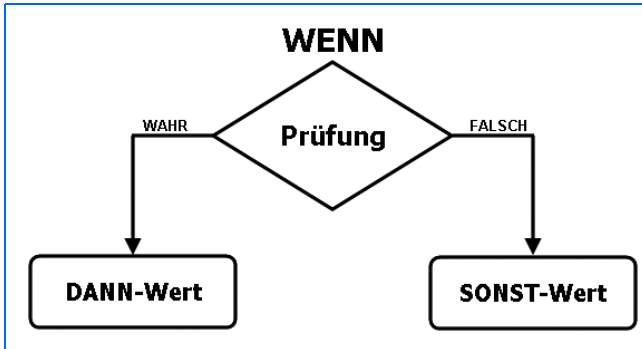 WENN
WAHR
Prüfung
FALSCH
DANN-Wert
SONST-Wert